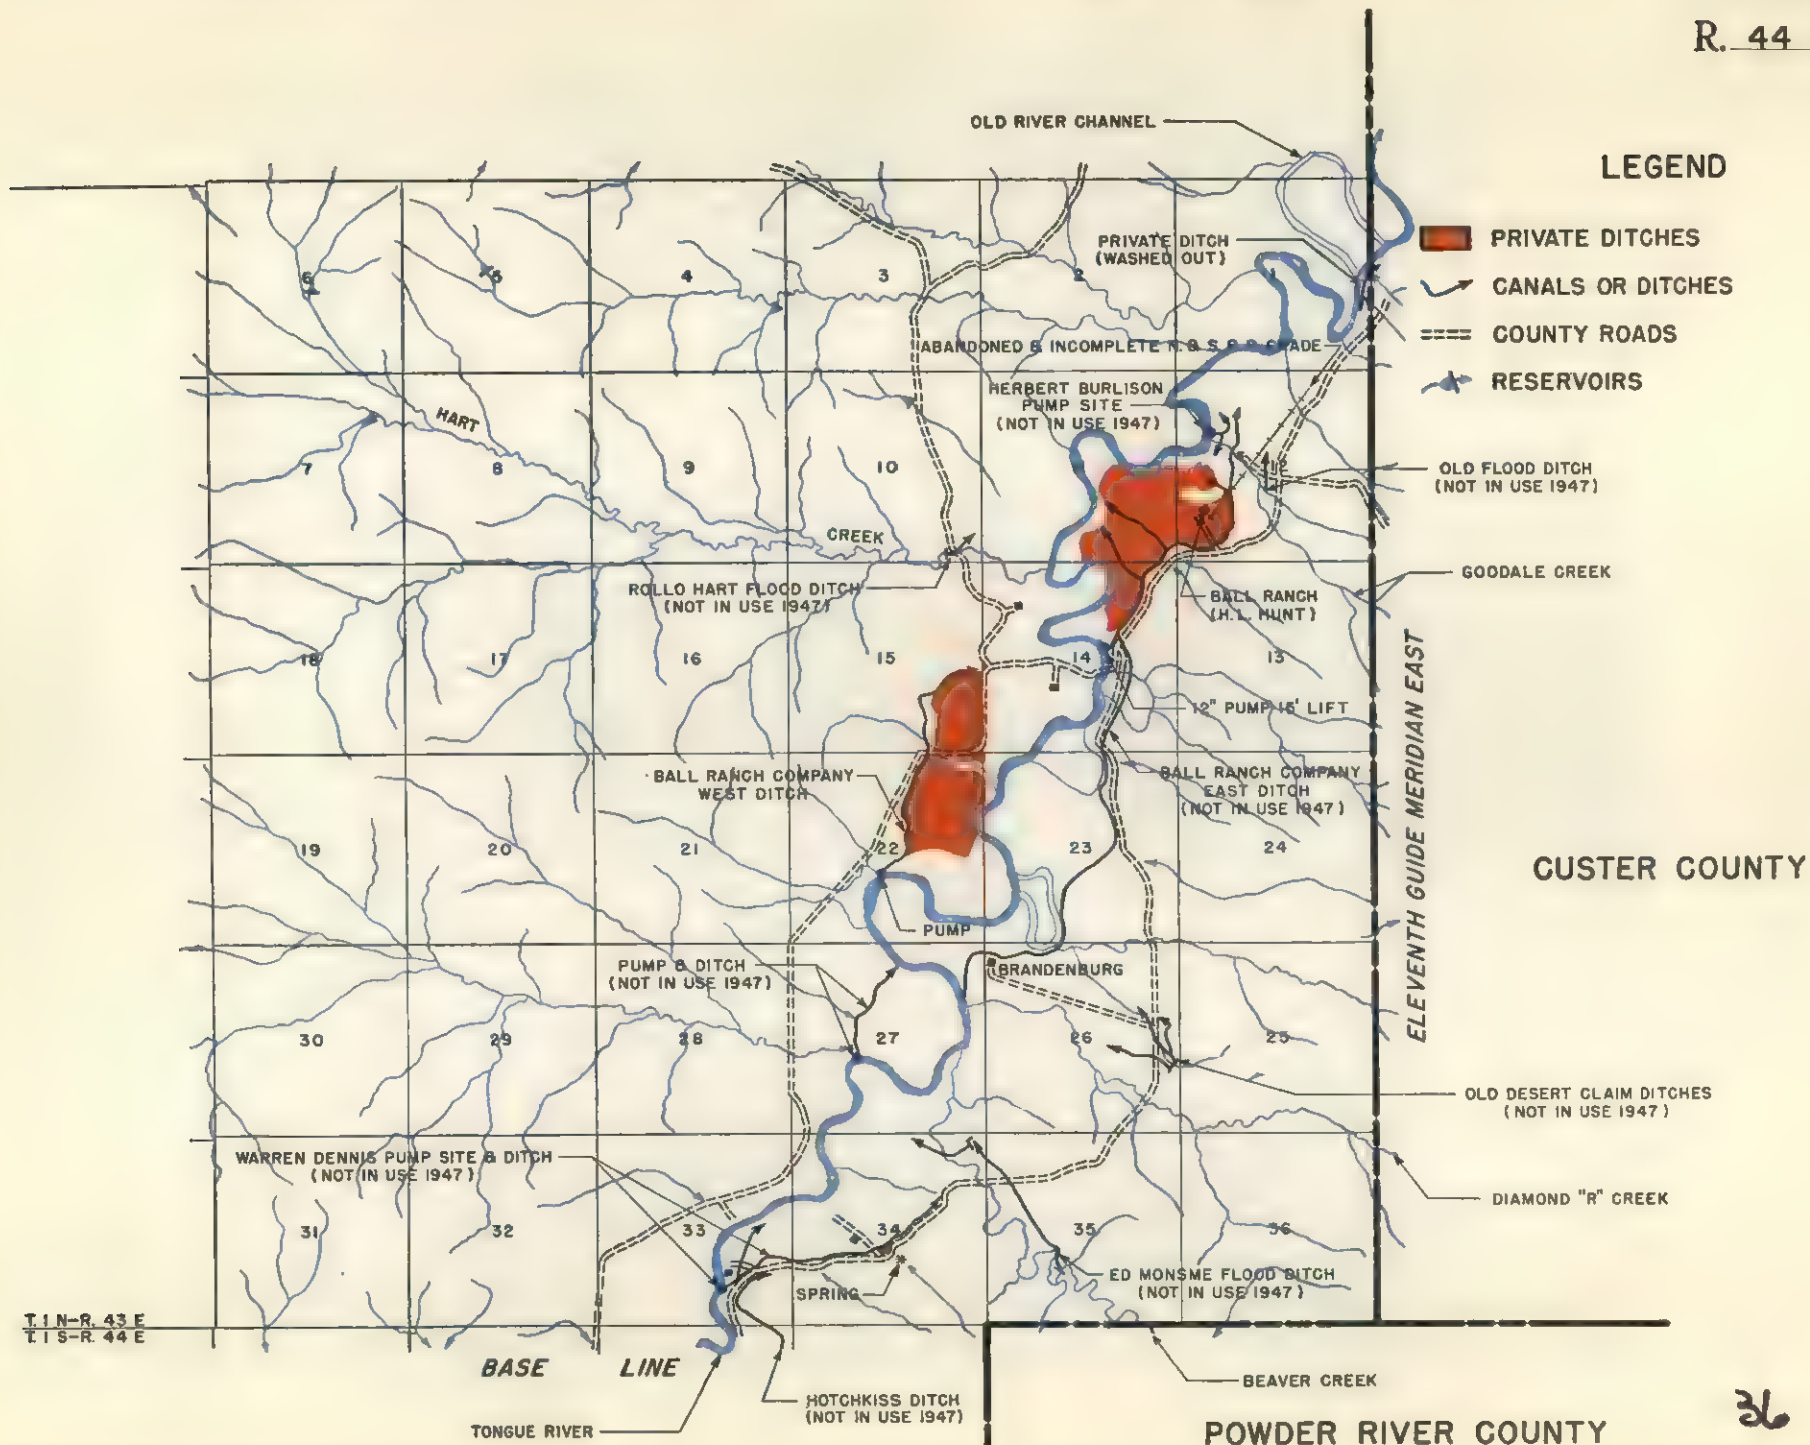 R. 44
OLD RIVER CHANNEL
LEGEND
PRIVATE DITCHES
CANALS OR DITCHES
COUNTY ROADS
RESERVOIRS
PRIVATE DITCH
(WASHED OUT)
6
5
4
3
2
1
ABANDONED & INCOMPLETE N. & S. R.R. GRADE
HERBERT BURLISON
PUMP SITE
(NOT IN USE 1947)
HART
7
8
9
10
12
OLD FLOOD DITCH
(NOT IN USE 1947)
CREEK
ROLLO HART FLOOD DITCH
(NOT IN USE 1947)
BALL RANCH
(H.L. HUNT)
GOODALE CREEK
18
17
16
15
14
13
12" PUMP 15' LIFT
ELEVENTH GUIDE MERIDIAN EAST
BALL RANCH COMPANY
WEST DITCH
BALL RANCH COMPANY
EAST DITCH
(NOT IN USE 1947)
19
20
21
22
23
24
CUSTER COUNTY
PUMP
PUMP & DITCH
(NOT IN USE 1947)
BRANDENBURG
30
29
28
27
26
25
OLD DESERT CLAIM DITCHES
(NOT IN USE 1947)
WARREN DENNIS PUMP SITE & DITCH
(NOT IN USE 1947)
DIAMOND "R" CREEK
31
32
33
34
35
36
ED MONSME FLOOD DITCH
(NOT IN USE 1947)
SPRING
T. 1 N-R. 43 E
T. 1 S-R. 44 E
BASE LINE
BEAVER CREEK
HOTCHKISS DITCH
(NOT IN USE 1947)
TONGUE RIVER
POWDER RIVER COUNTY
36